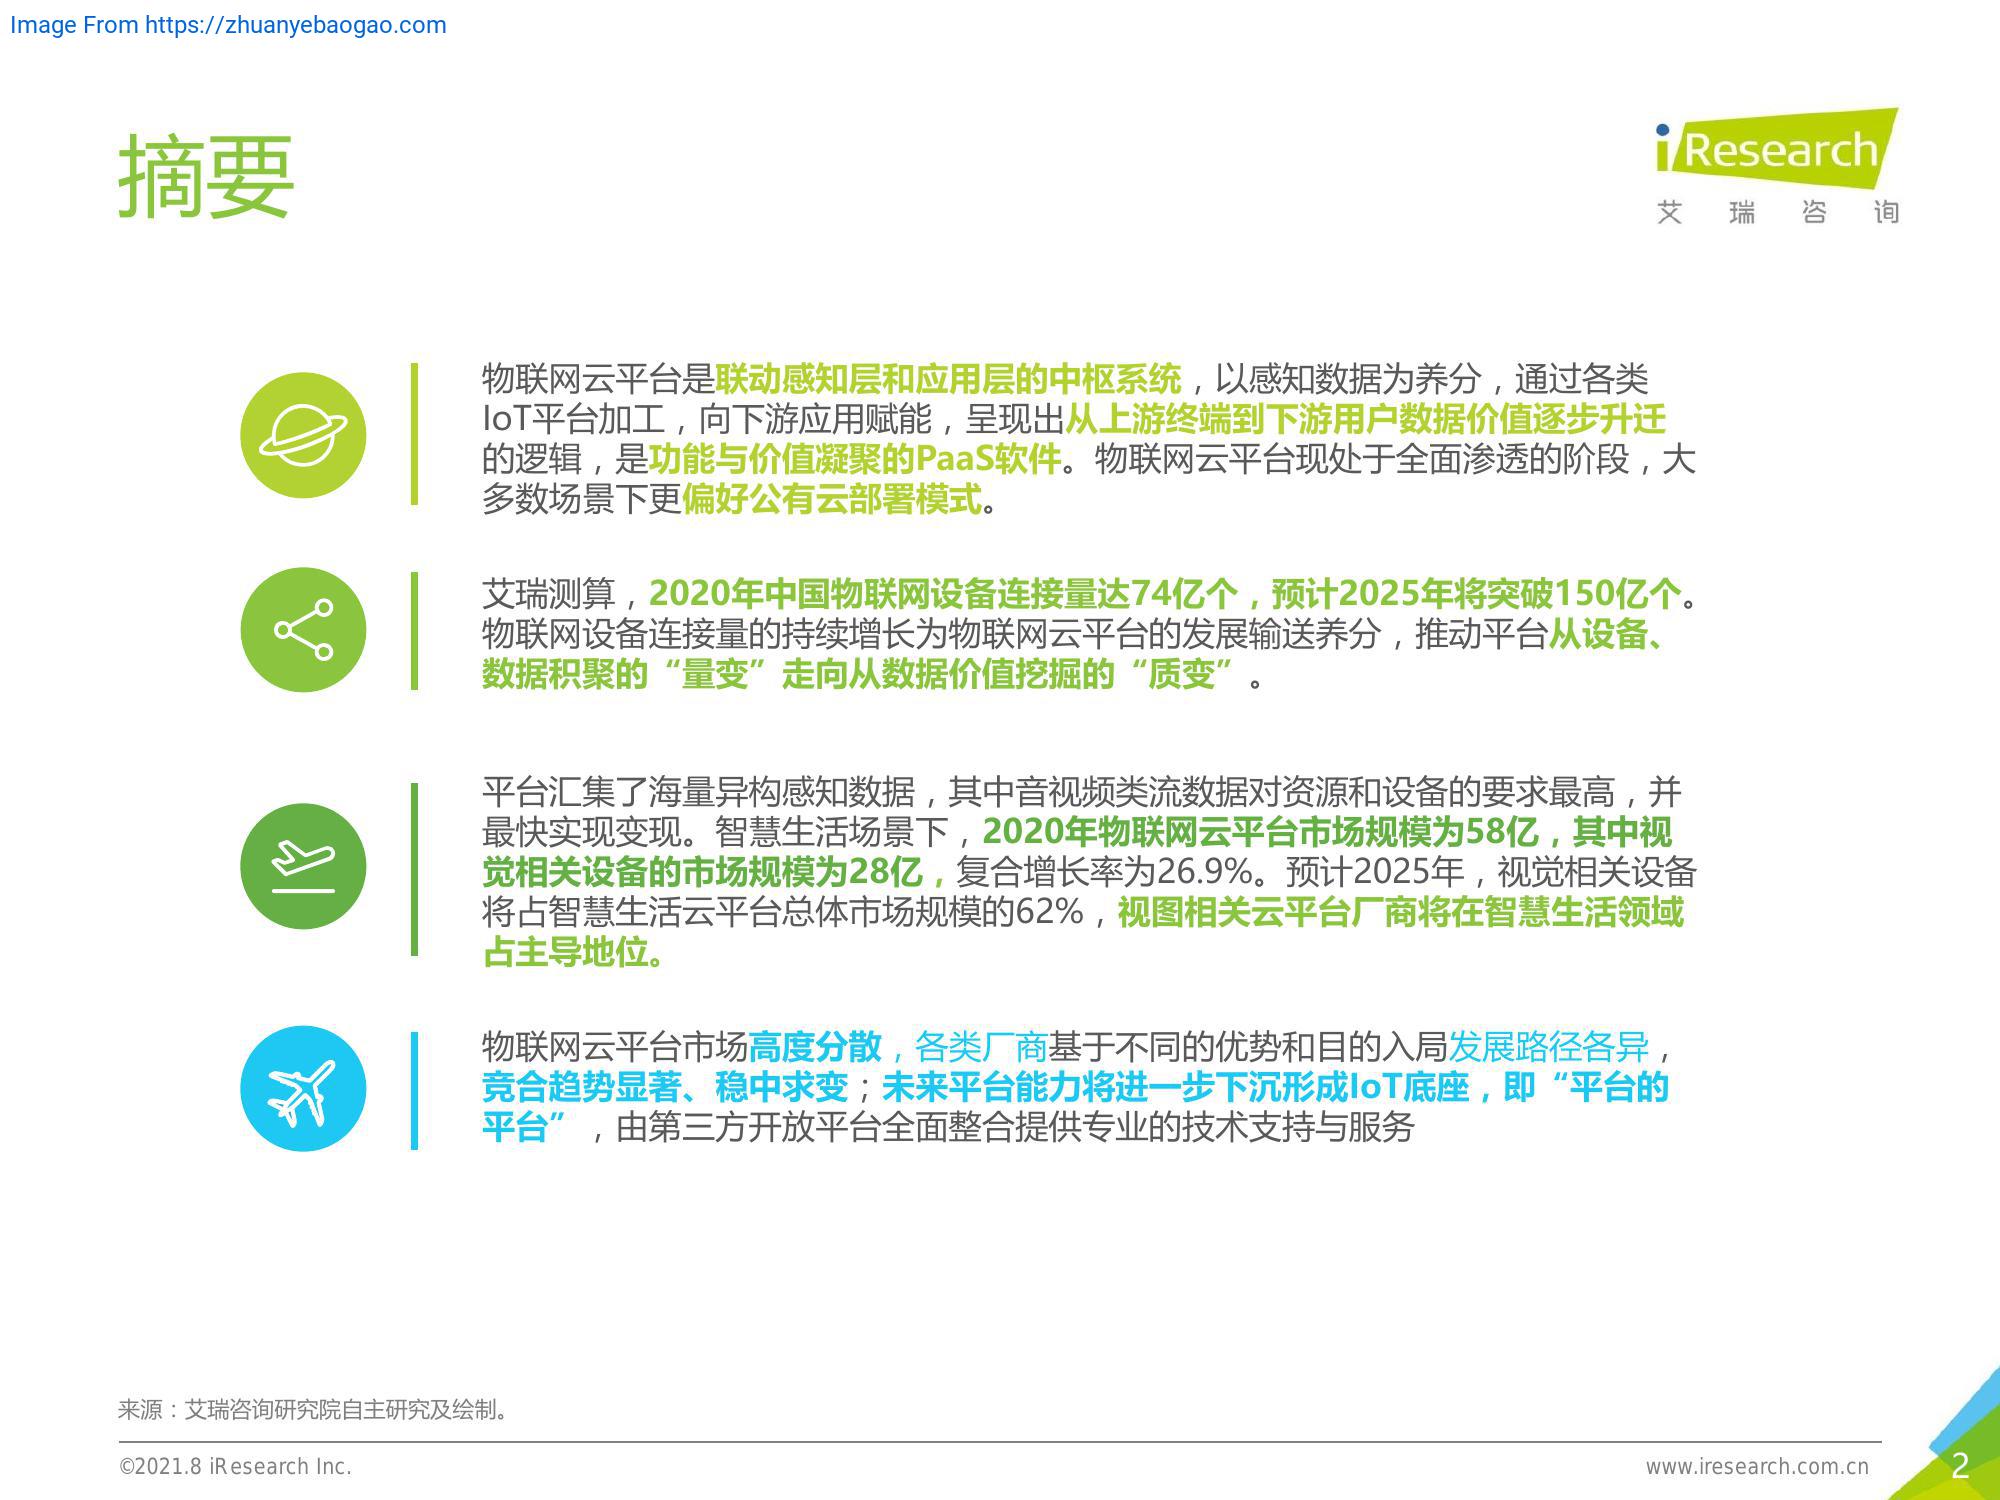 Image From https://zhuanyebaogao.com
摘要
iResearch
艾瑞咨询
物联网云平台是联动感知层和应用层的中枢系统，以感知数据为养分，通过各类
IoT平台加工，向下游应用赋能，呈现出从上游终端到下游用户数据价值逐步升迁
的逻辑，是功能与价值凝聚的PaaS软件。物联网云平台现处于全面渗透的阶段，大
多数场景下更偏好公有云部署模式。
艾瑞测算，2020年中国物联网设备连接量达74亿个，预计2025年将突破150亿个。
物联网设备连接量的持续增长为物联网云平台的发展输送养分，推动平台从设备、
数据积聚的“量变”走向从数据价值挖掘的“质变”。
平台汇集了海量异构感知数据，其中音视频类流数据对资源和设备的要求最高，并
最快实现变现。智慧生活场景下，2020年物联网云平台市场规模为58亿，其中视
觉相关设备的市场规模为28亿，复合增长率为26.9%。预计2025年，视觉相关设备
将占智慧生活云平台总体市场规模的62%，视图相关云平台厂商将在智慧生活领域
占主导地位。
物联网云平台市场高度分散，各类厂商基于不同的优势和目的入局发展路径各异，
竞合趋势显著、稳中求变；未来平台能力将进一步下沉形成IoT底座，即“平台的
平台”，由第三方开放平台全面整合提供专业的技术支持与服务
来源：艾瑞咨询研究院自主研究及绘制。
©2021.8 iResearch Inc.
www.iresearch.com.cn
2